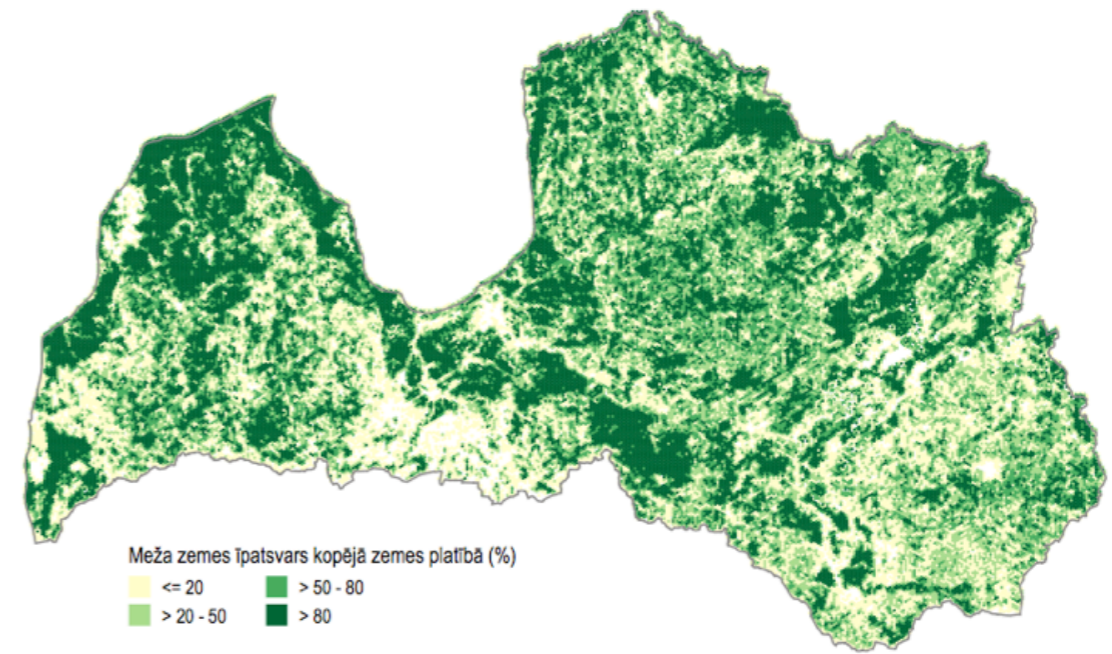 Meža zemes īpatsvars kopējā zemes platībā (%)
<= 20 > 50 - 80
> 20 - 50 > 80